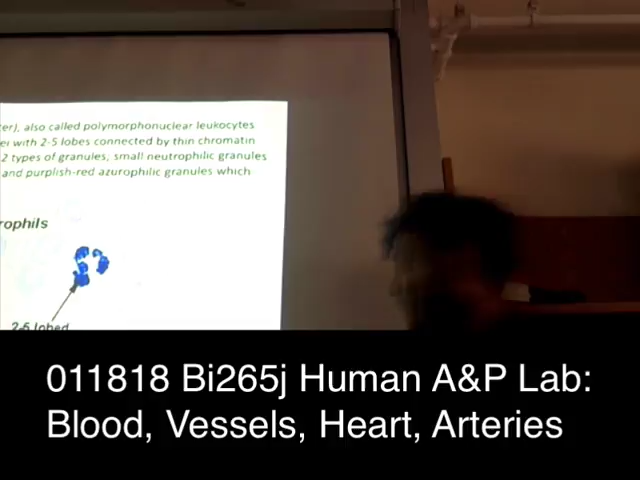 ter), also called polymorphonuclear leukocytes
ei with 2-5 lobes connected by thin chromatin
2 types of granules, small neutrophilic granules
and purplish-red azurophilic granules which
rophils
2-5 lobed
011818 Bi265j Human A&P Lab:
Blood, Vessels, Heart, Arteries